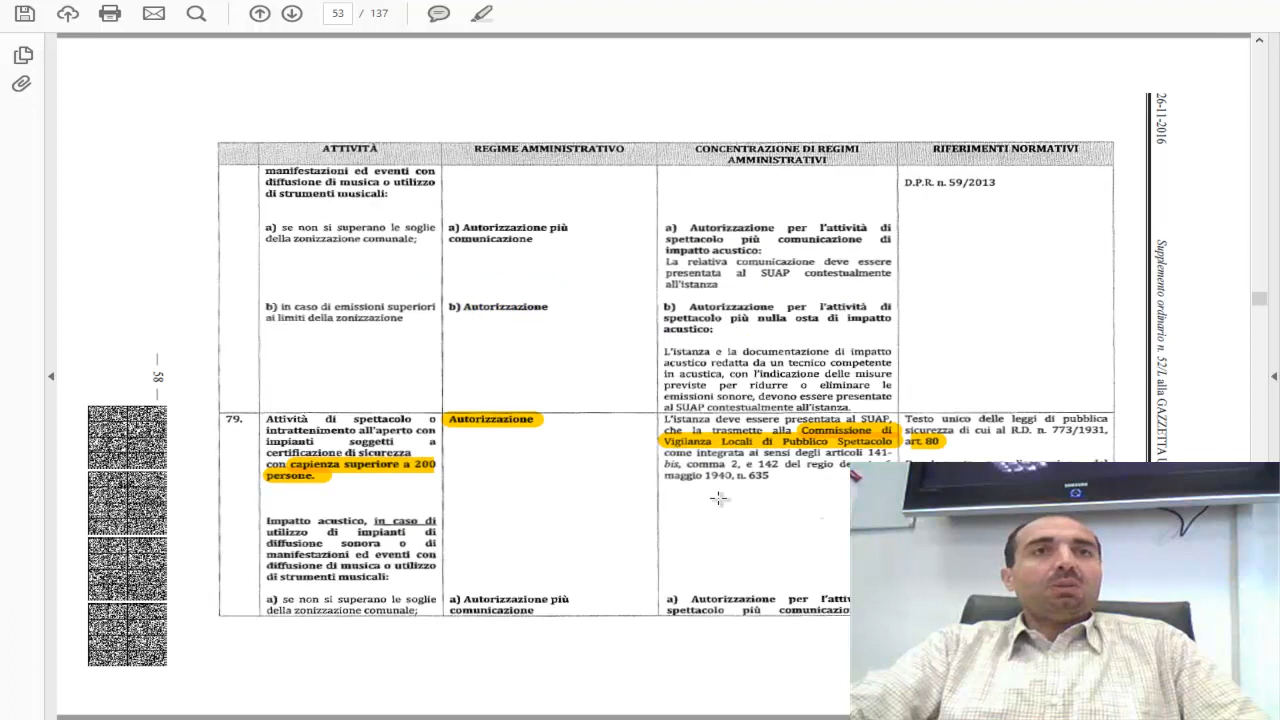 53 / 137
26-11-2016
Supplemento ordinario n. 52/L alla GAZZETTA U
— 58 —
ATTIVITÀ
REGIME AMMINISTRATIVO
CONCENTRAZIONE DI REGIMI
AMMINISTRATIVI
RIFERIMENTI NORMATIVI
manifestazioni ed eventi con
diffusione di musica o utilizzo
di strumenti musicali:
D.P.R. n. 59/2013
a) se non si superano le soglie
della zonizzazione comunale;
a) Autorizzazione più
comunicazione
a) Autorizzazione per l'attività di
spettacolo più comunicazione di
impatto acustico:
La relativa comunicazione deve essere
presentata al SUAP contestualmente
all'istanza
b) in caso di emissioni superiori
ai limiti della zonizzazione
b) Autorizzazione
b) Autorizzazione per l'attività di
spettacolo più nulla osta di impatto
acustico:
L'istanza e la documentazione di impatto
acustico redatta da un tecnico competente
in acustica, con l'indicazione delle misure
previste per ridurre o eliminare le
emissioni sonore, devono essere presentate
al SUAP contestualmente all'istanza.
79.
Attività di spettacolo o
intrattenimento all'aperto con
impianti soggetti a
certificazione di sicurezza
con capienza superiore a 200
persone.
Autorizzazione
L'istanza deve essere presentata al SUAP,
che la trasmette alla Commissione di
Vigilanza Locali di Pubblico Spettacolo
come integrata ai sensi degli articoli 141-
bis, comma 2, e 142 del regio de
maggio 1940, n. 635
Testo unico delle leggi di pubblica
sicurezza di cui al R.D. n. 773/1931,
art. 80
Impatto acustico, in caso di
utilizzo di impianti di
diffusione sonora o di
manifestazioni ed eventi con
diffusione di musica o utilizzo
di strumenti musicali:
a) se non si superano le soglie
della zonizzazione comunale;
a) Autorizzazione più
comunicazione
a) Autorizzazione per l'atti
spettacolo più comunicazio
SAMSUNG